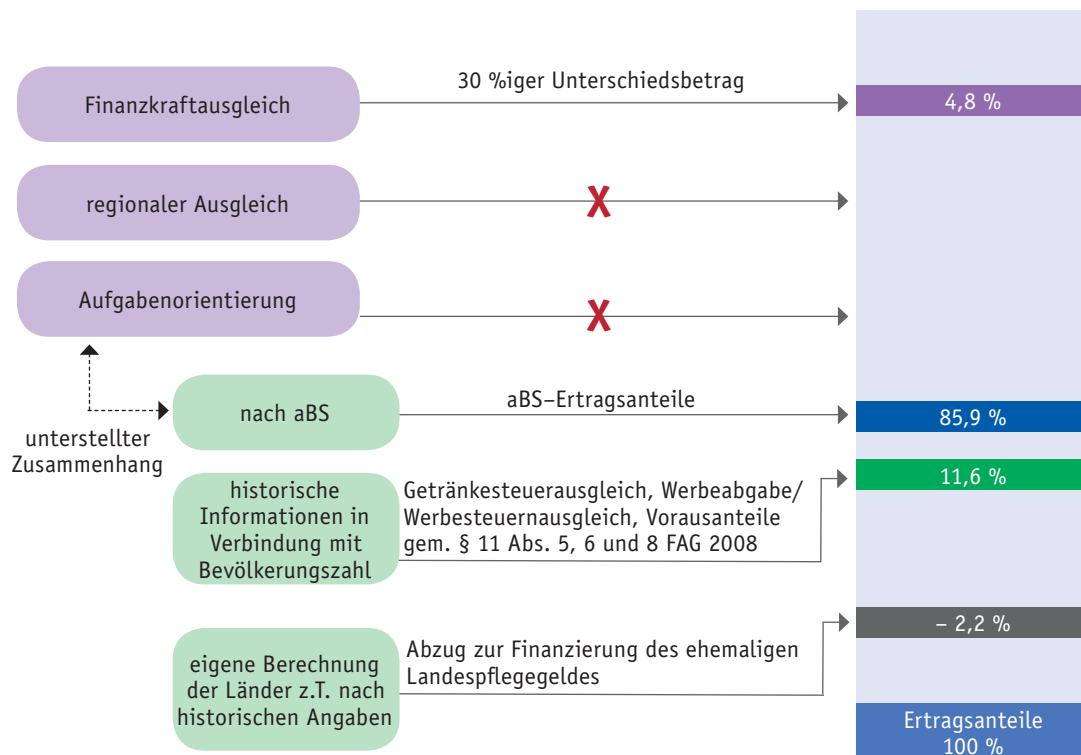 30 %iger Unterschiedsbetrag
Finanzkraftausgleich
4,8 %
regionaler Ausgleich
X
Aufgabenorientierung
X
nach aBS
aBS–Ertragsanteile
85,9 %
unterstellter
Zusammenhang
historische
Informationen in
Verbindung mit
Bevölkerungszahl
Getränkesteuerausgleich, Werbeabgabe/
Werbesteuernausgleich, Vorausanteile
gem. § 11 Abs. 5, 6 und 8 FAG 2008
11,6 %
eigene Berechnung
der Länder z.T. nach
historischen Angaben
Abzug zur Finanzierung des ehemaligen
Landespflegegeldes
– 2,2 %
Ertragsanteile
100 %